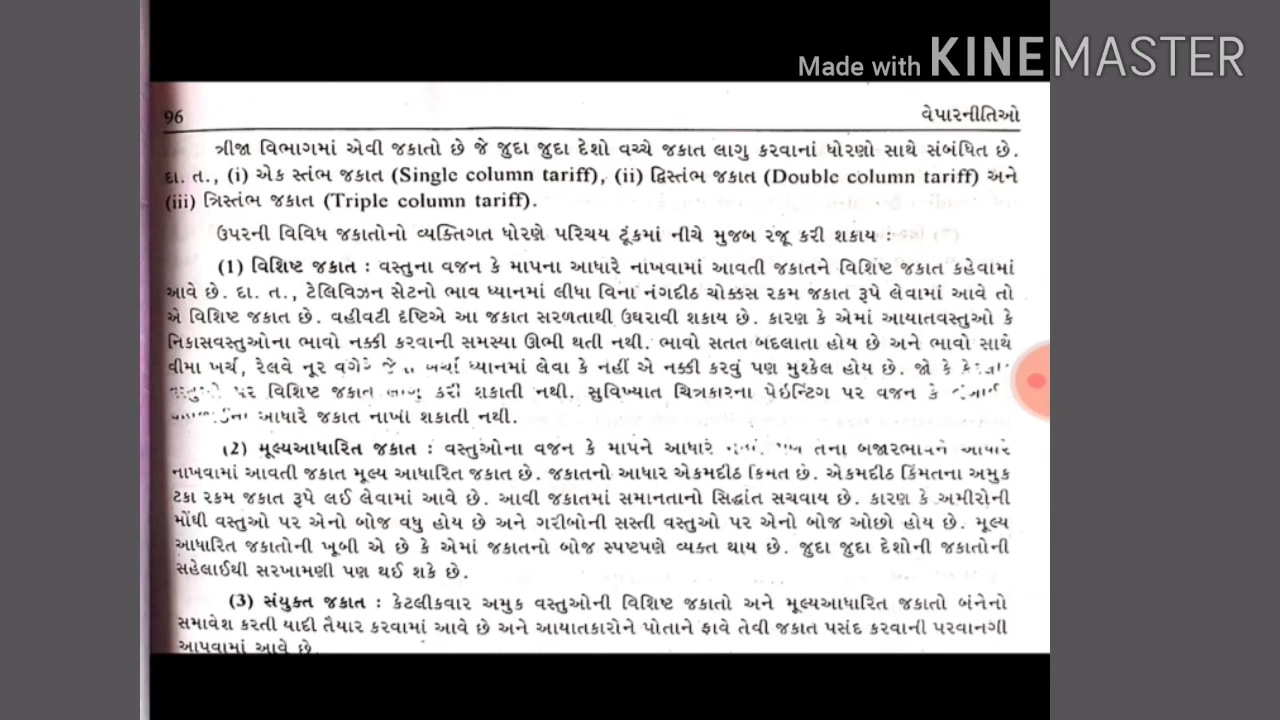 Made with KINEMASTER
96 વેપારનીતિઓ
ત્રીજા વિભાગમાં એવી જકાતો છે જે જુદા જુદા દેશો વચ્ચે જકાત લાગુ કરવાનાં ધોરણો સાથે સંબંધિત છે.
દા. ત., (i) એક સ્તંભ જકાત (Single column tariff), (ii) દ્વિસ્તંભ જકાત (Double column tariff) અને
(iii) ત્રિસ્તંભ જકાત (Triple column tariff).
ઉપરની વિવિધ જકાતોનો વ્યક્તિગત ધોરણે પરિચય ટૂંકમાં નીચે મુજબ રજૂ કરી શકાય :
(1) વિશિષ્ટ જકાત : વસ્તુના વજન કે માપના આધારે નાંખવામાં આવતી જકાતને વિશિષ્ટ જકાત કહેવામાં
આવે છે. દા. ત., ટેલિવિઝન સેટનો ભાવ ધ્યાનમાં લીધા વિના નંગદીઠ ચોક્કસ રકમ જકાત રૂપે લેવામાં આવે તો
એ વિશિષ્ટ જકાત છે. વહીવટી દૃષ્ટિએ આ જકાત સરળતાથી ઉઘરાવી શકાય છે. કારણ કે એમાં આયાતવસ્તુઓ કે
નિકાસવસ્તુઓના ભાવો નક્કી કરવાની સમસ્યા ઊભી થતી નથી. ભાવો સતત બદલાતા હોય છે અને ભાવો સાથે
વીમા ખર્ચ, રેલવે નૂર વગેરે ખર્ચા ધ્યાનમાં લેવા કે નહીં એ નક્કી કરવું પણ મુશ્કેલ હોય છે. જો કે
પર વિશિષ્ટ જકાત લાગુ કરી શકાતી નથી. સુવિખ્યાત ચિત્રકારના પેઇન્ટિંગ પર વજન કે
આધારે જકાત નાખી શકાતી નથી.
(2) મૂલ્યઆધારિત જકાત : વસ્તુઓના વજન કે માપને આધારે તેના બજારભાવને આધારે
નાખવામાં આવતી જકાત મૂલ્ય આધારિત જકાત છે. જકાતનો આધાર એકમદીઠ કિંમત છે. એકમદીઠ કિંમતના અમુક
ટકા રકમ જકાત રૂપે લઈ લેવામાં આવે છે. આવી જકાતમાં સમાનતાનો સિદ્ધાંત સચવાય છે. કારણ કે અમીરોની
મોંઘી વસ્તુઓ પર એનો બોજ વધુ હોય છે અને ગરીબોની સસ્તી વસ્તુઓ પર એનો બોજ ઓછો હોય છે. મૂલ્ય
આધારિત જકાતોની ખૂબી એ છે કે એમાં જકાતનો બોજ સ્પષ્ટપણે વ્યક્ત થાય છે. જુદા જુદા દેશોની જકાતોની
સહેલાઈથી સરખામણી પણ થઈ શકે છે.
(3) સંયુક્ત જકાત : કેટલીકવાર અમુક વસ્તુઓની વિશિષ્ટ જકાતો અને મૂલ્યઆધારિત જકાતો બંનેનો
સમાવેશ કરતી યાદી તૈયાર કરવામાં આવે છે અને આયાતકારોને પોતાને ફાવે તેવી જકાત પસંદ કરવાની પરવાનગી
આપવામાં આવે છે.